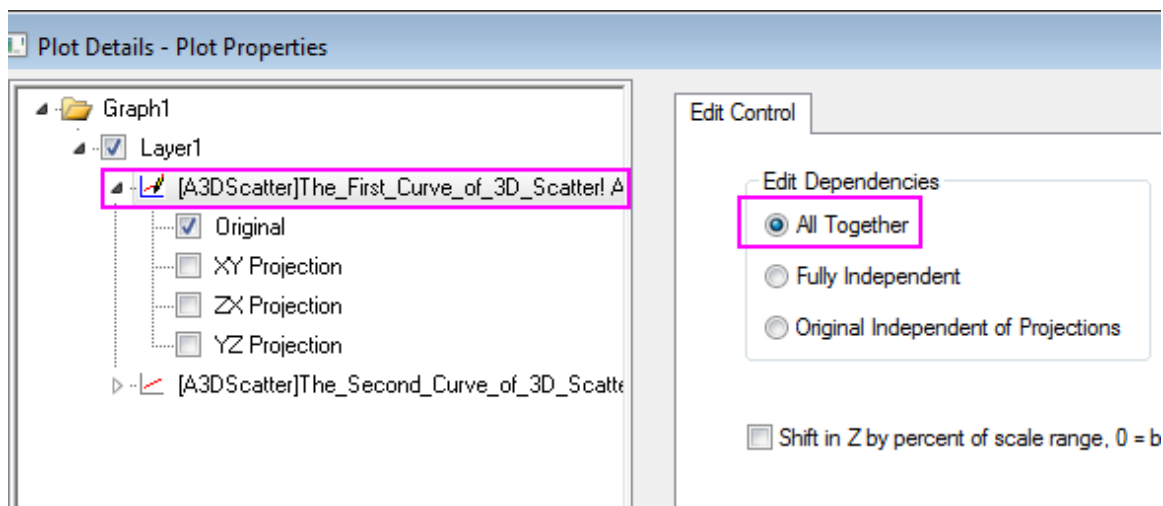 Plot Details - Plot Properties
Graph1
Layer1
[A3DScatter]The_First_Curve_of_3D_Scatter! A
Original
XY Projection
ZX Projection
YZ Projection
[A3DScatter]The_Second_Curve_of_3D_Scatte
Edit Control
Edit Dependencies
All Together
Fully Independent
Original Independent of Projections
Shift in Z by percent of scale range, 0 = b